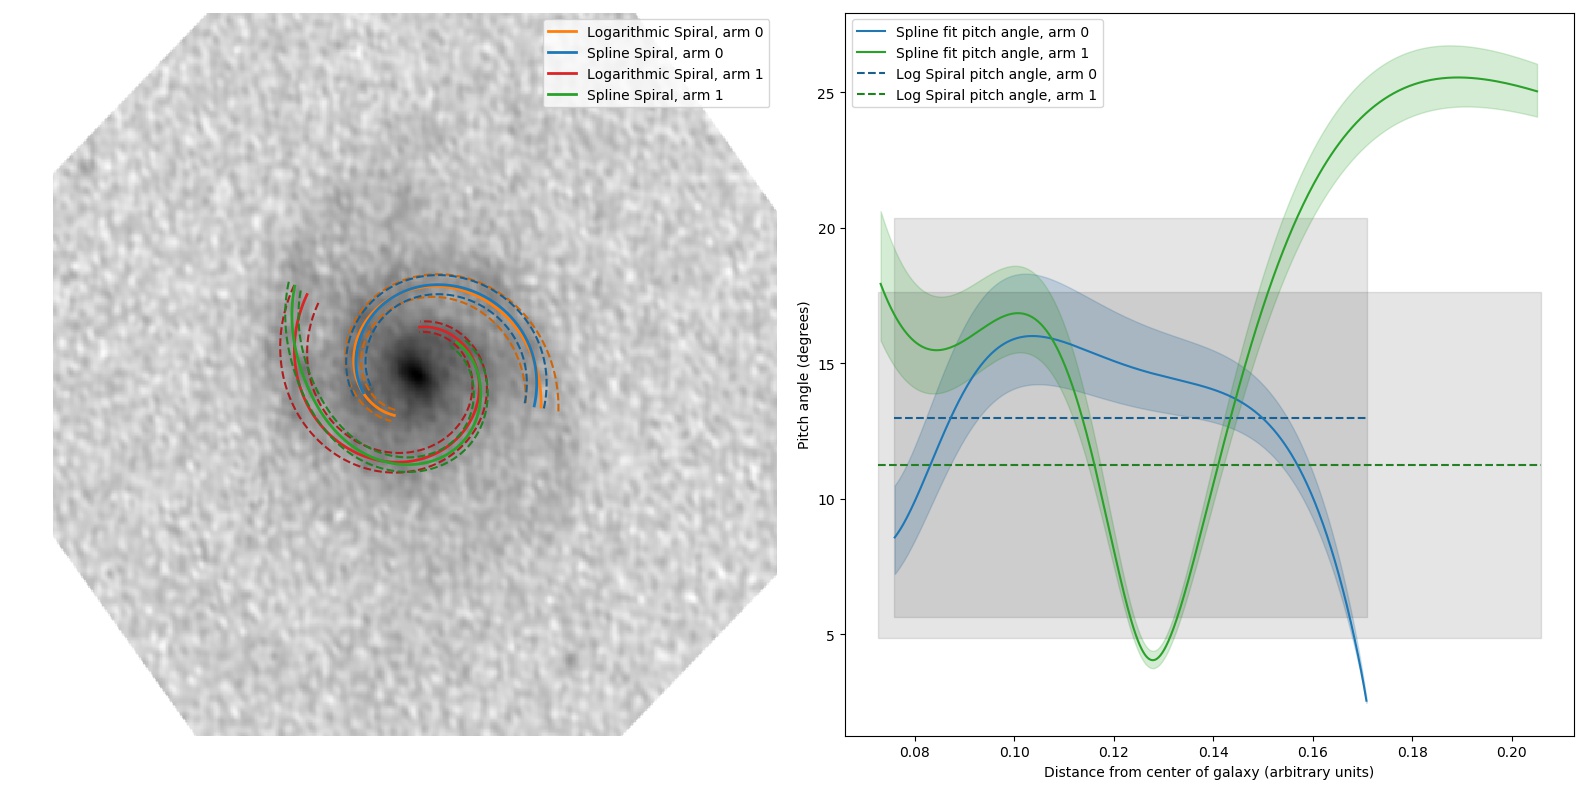 Logarithmic Spiral, arm 0
Spline Spiral, arm 0
Logarithmic Spiral, arm 1
Spline Spiral, arm 1
Spline fit pitch angle, arm 0
Spline fit pitch angle, arm 1
Log Spiral pitch angle, arm 0
Log Spiral pitch angle, arm 1
Pitch angle (degrees)
25
20
15
10
5
0.08 0.10 0.12 0.14 0.16 0.18 0.20
Distance from center of galaxy (arbitrary units)